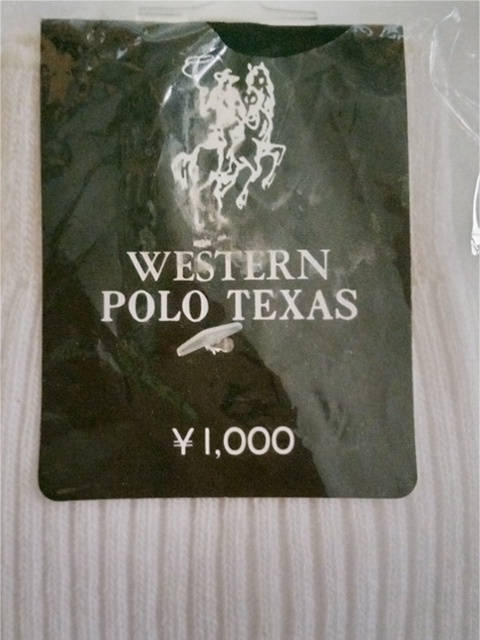 WESTERN
POLO TEXAS
¥1,000